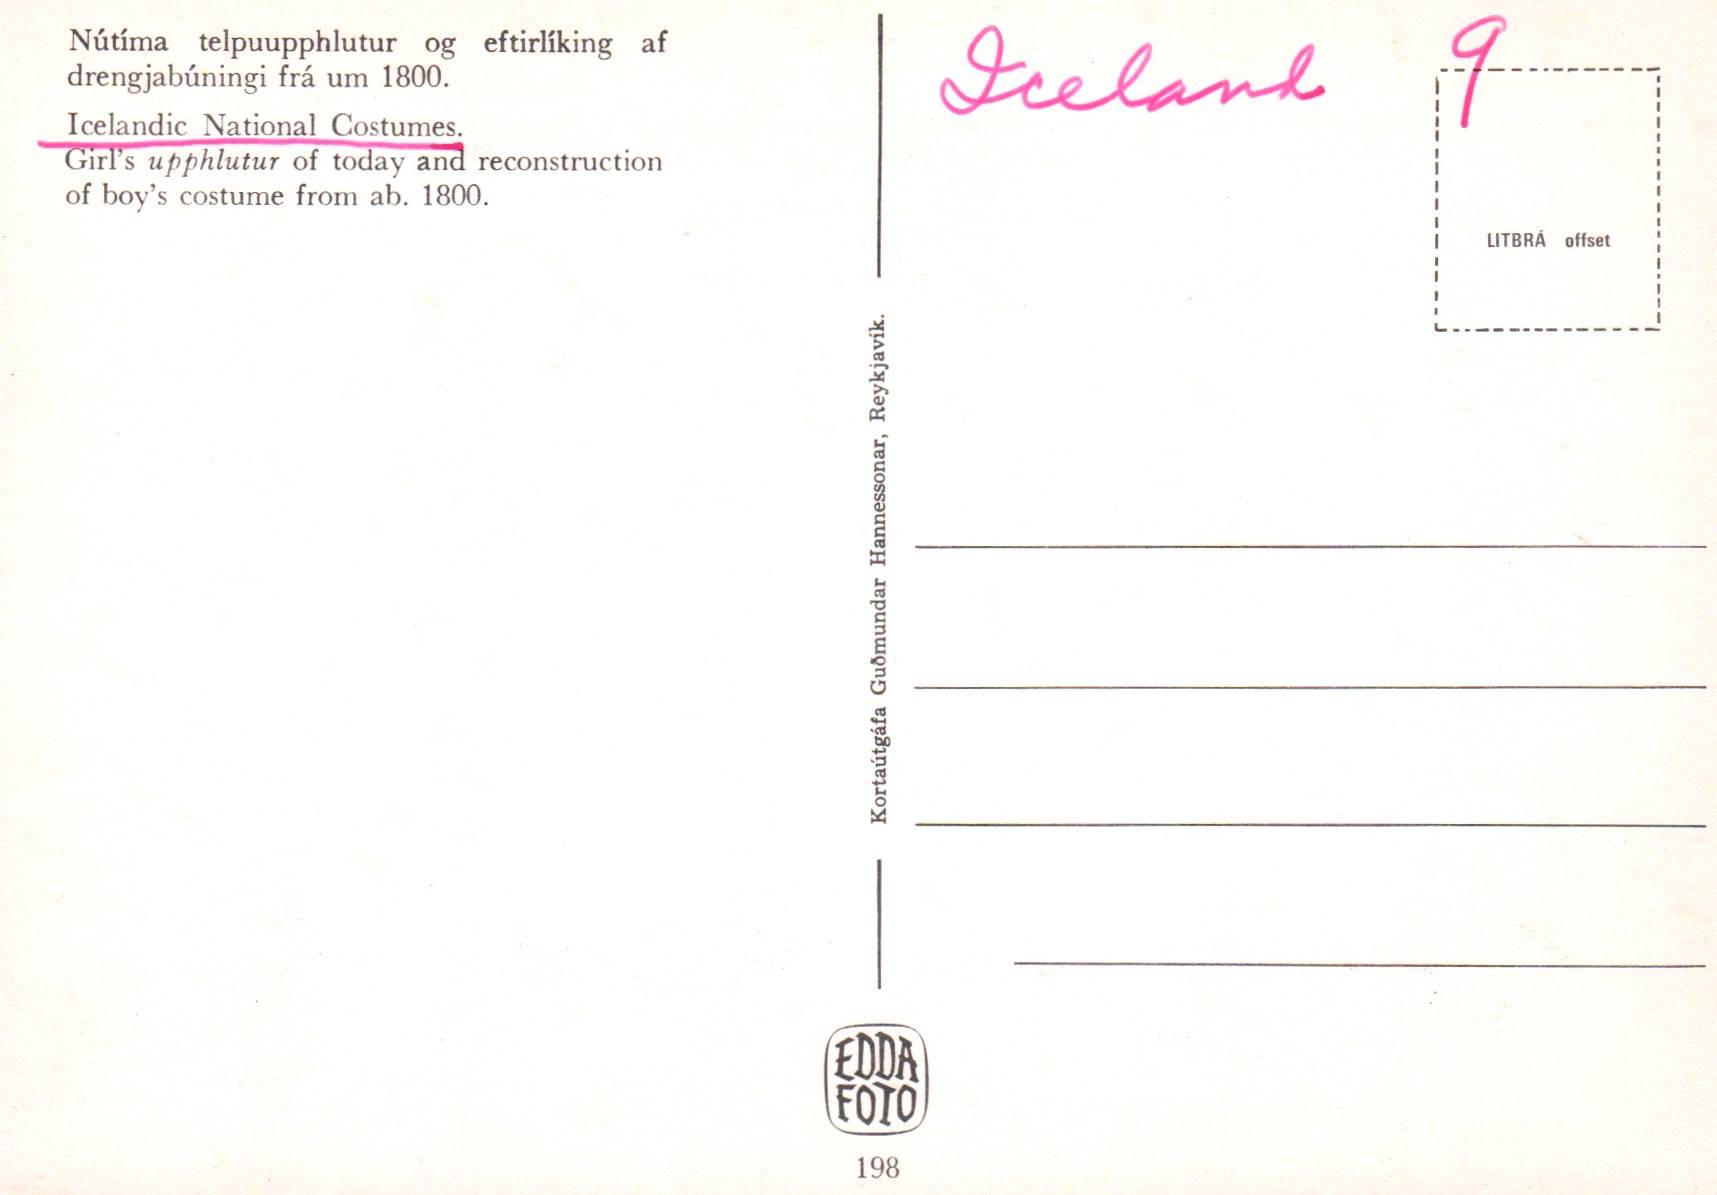 Nútíma telpuupphlutur og eftirlíking af
drengjabúningi frá um 1800.
Icelandic National Costumes.
Girl's upphlutur of today and reconstruction
of boy's costume from ab. 1800.
Iceland 9
LITBRÁ offset
Kortaútgáfa Guðmundar Hannessonar, Reykjavík.
EDDA
FOTO
198